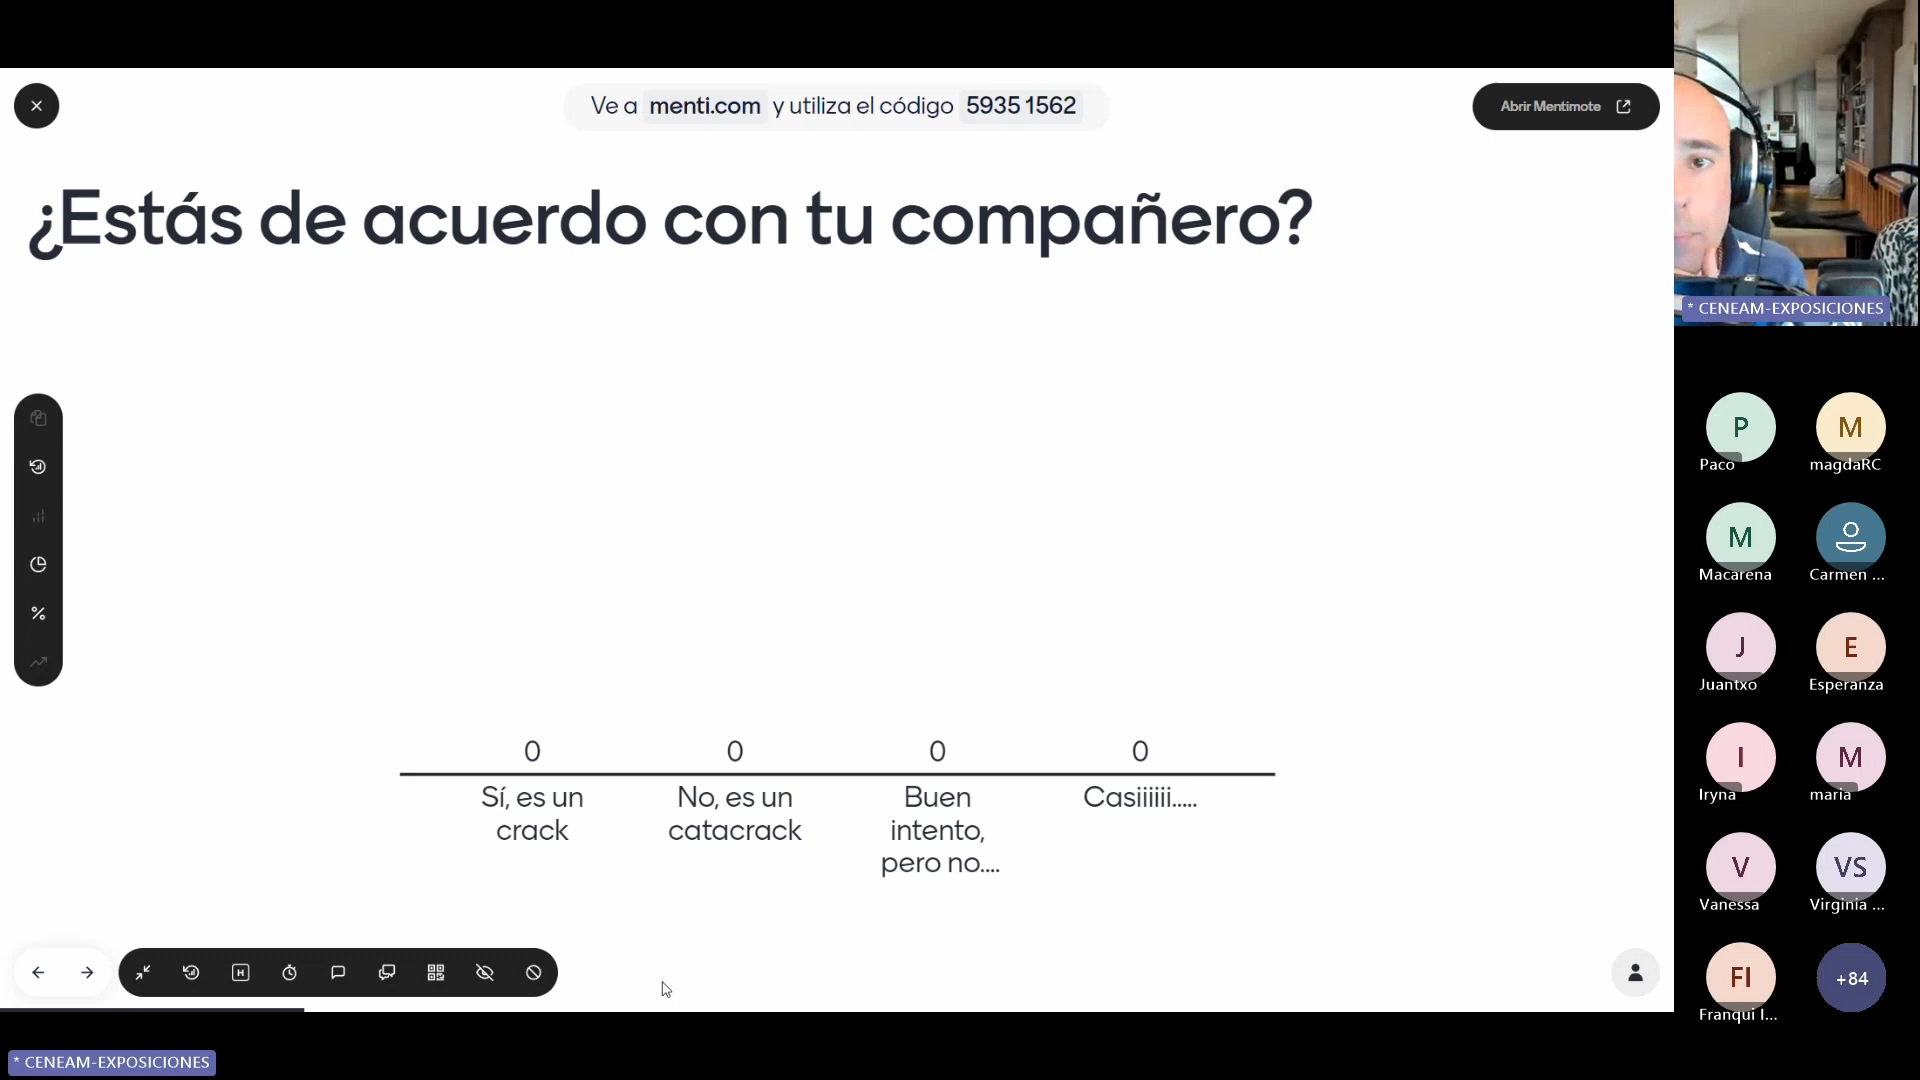 Ve a menti.com y utiliza el código 5935 1562
Abrir Mentimote
¿Estás de acuerdo con tu compañero?
0
0
0
0
Sí, es un
crack
No, es un
catacrack
Buen
intento,
pero no....
Casiiiiii.....
H
* CENEAM-EXPOSICIONES
* CENEAM-EXPOSICIONES
P
Paco
M
magdaRC
M
Macarena
Carmen ...
J
Juantxo
E
Esperanza
I
Iryna
M
maria
V
Vanessa
VS
Virginia ...
FI
Franqui I...
+84